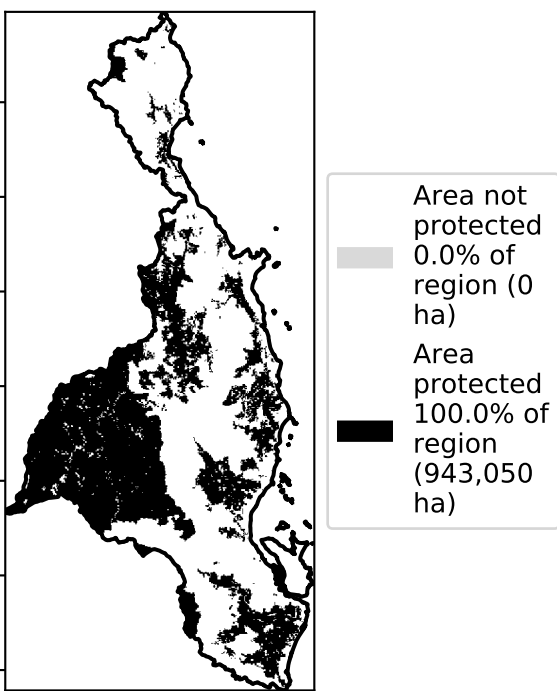 Area not
protected
0.0% of
region (0
ha)
Area
protected
100.0% of
region
(943,050
ha)